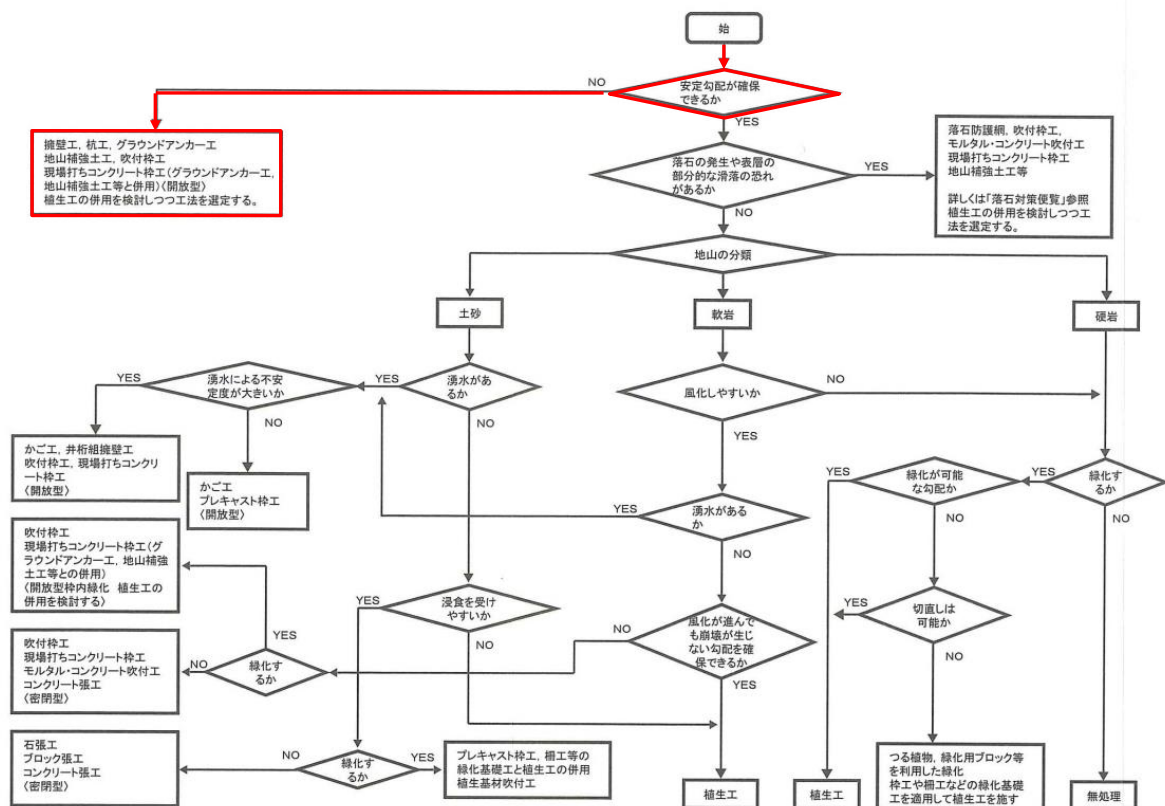 始
安定勾配が確保
できるか
NO
YES
擁壁工, 杭工, グラウンドアンカー工
地山補強土工, 吹付枠工
現場打ちコンクリート枠工(グラウンドアンカー工,
地山補強土工等と併用)〈開放型〉
植生工の併用を検討しつつ工法を選定する。
落石の発生や表層の
部分的な滑落の恐れ
があるか
YES
NO
落石防護網, 吹付枠工,
モルタル・コンクリート吹付工
現場打ちコンクリート枠工
地山補強土工等
詳しくは「落石対策便覧」参照
植生工の併用を検討しつつ工
法を選定する。
地山の分類
土砂
軟岩
硬岩
湧水による不安
定度が大きいか
YES
NO
湧水があ
るか
YES
NO
風化しやすいか
NO
YES
かご工, 井桁組擁壁工
吹付枠工, 現場打ちコンクリ
ート枠工
〈開放型〉
かご工
プレキャスト枠工
〈開放型〉
湧水がある
か
YES
NO
緑化が可能
な勾配か
YES
NO
緑化す
るか
YES
NO
吹付枠工
現場打ちコンクリート枠工(グ
ラウンドアンカー工, 地山補強
土工等との併用)
〈開放型枠内緑化 植生工の
併用を検討する〉
浸食を受け
やすいか
YES
NO
風化が進んで
も崩壊が生じ
ない勾配を確
保できるか
NO
YES
切直しは
可能か
YES
NO
吹付枠工
現場打ちコンクリート枠工
モルタル・コンクリート吹付工
コンクリート張工
〈密閉型〉
緑化す
るか
YES
NO
石張工
ブロック張工
コンクリート張工
〈密閉型〉
緑化す
るか
NO
YES
プレキャスト枠工, 柵工等の
緑化基礎工と植生工の併用
植生基材吹付工
植生工
植生工
つる植物, 緑化用ブロック等
を利用した緑化
枠工や柵工などの緑化基礎
工を適用して植生工を施す
無処理